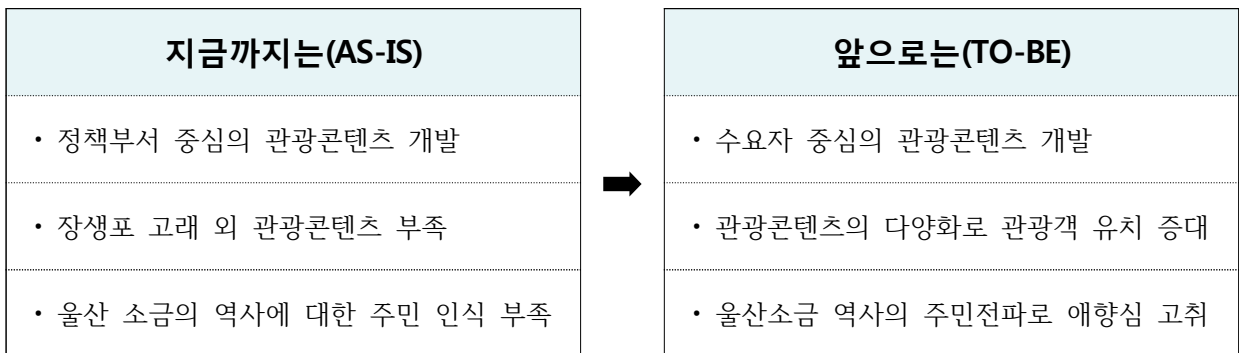 지금까지는(AS-IS)
・정책부서 중심의 관광콘텐츠 개발
・장생포 고래 외 관광콘텐츠 부족
・울산 소금의 역사에 대한 주민 인식 부족
➡
앞으로는(TO-BE)
・수요자 중심의 관광콘텐츠 개발
・관광콘텐츠의 다양화로 관광객 유치 증대
・울산소금 역사의 주민전파로 애향심 고취